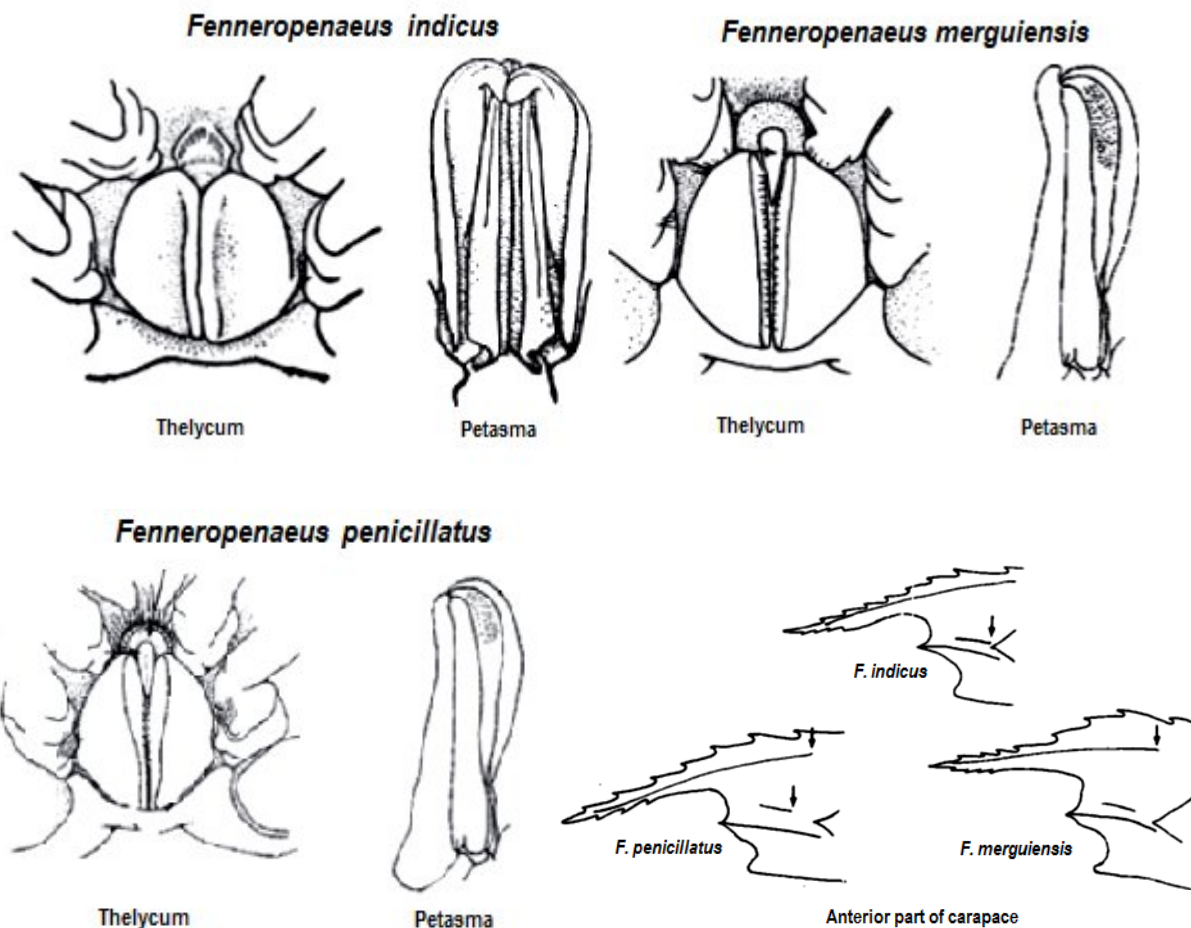 Fenneropenaeus indicus
Fenneropenaeus merguiensis
Thelycum
Petasma
Thelycum
Petasma
Fenneropenaeus penicillatus
F. indicus
F. penicillatus
F. merguiensis
Thelycum
Petasma
Anterior part of carapace